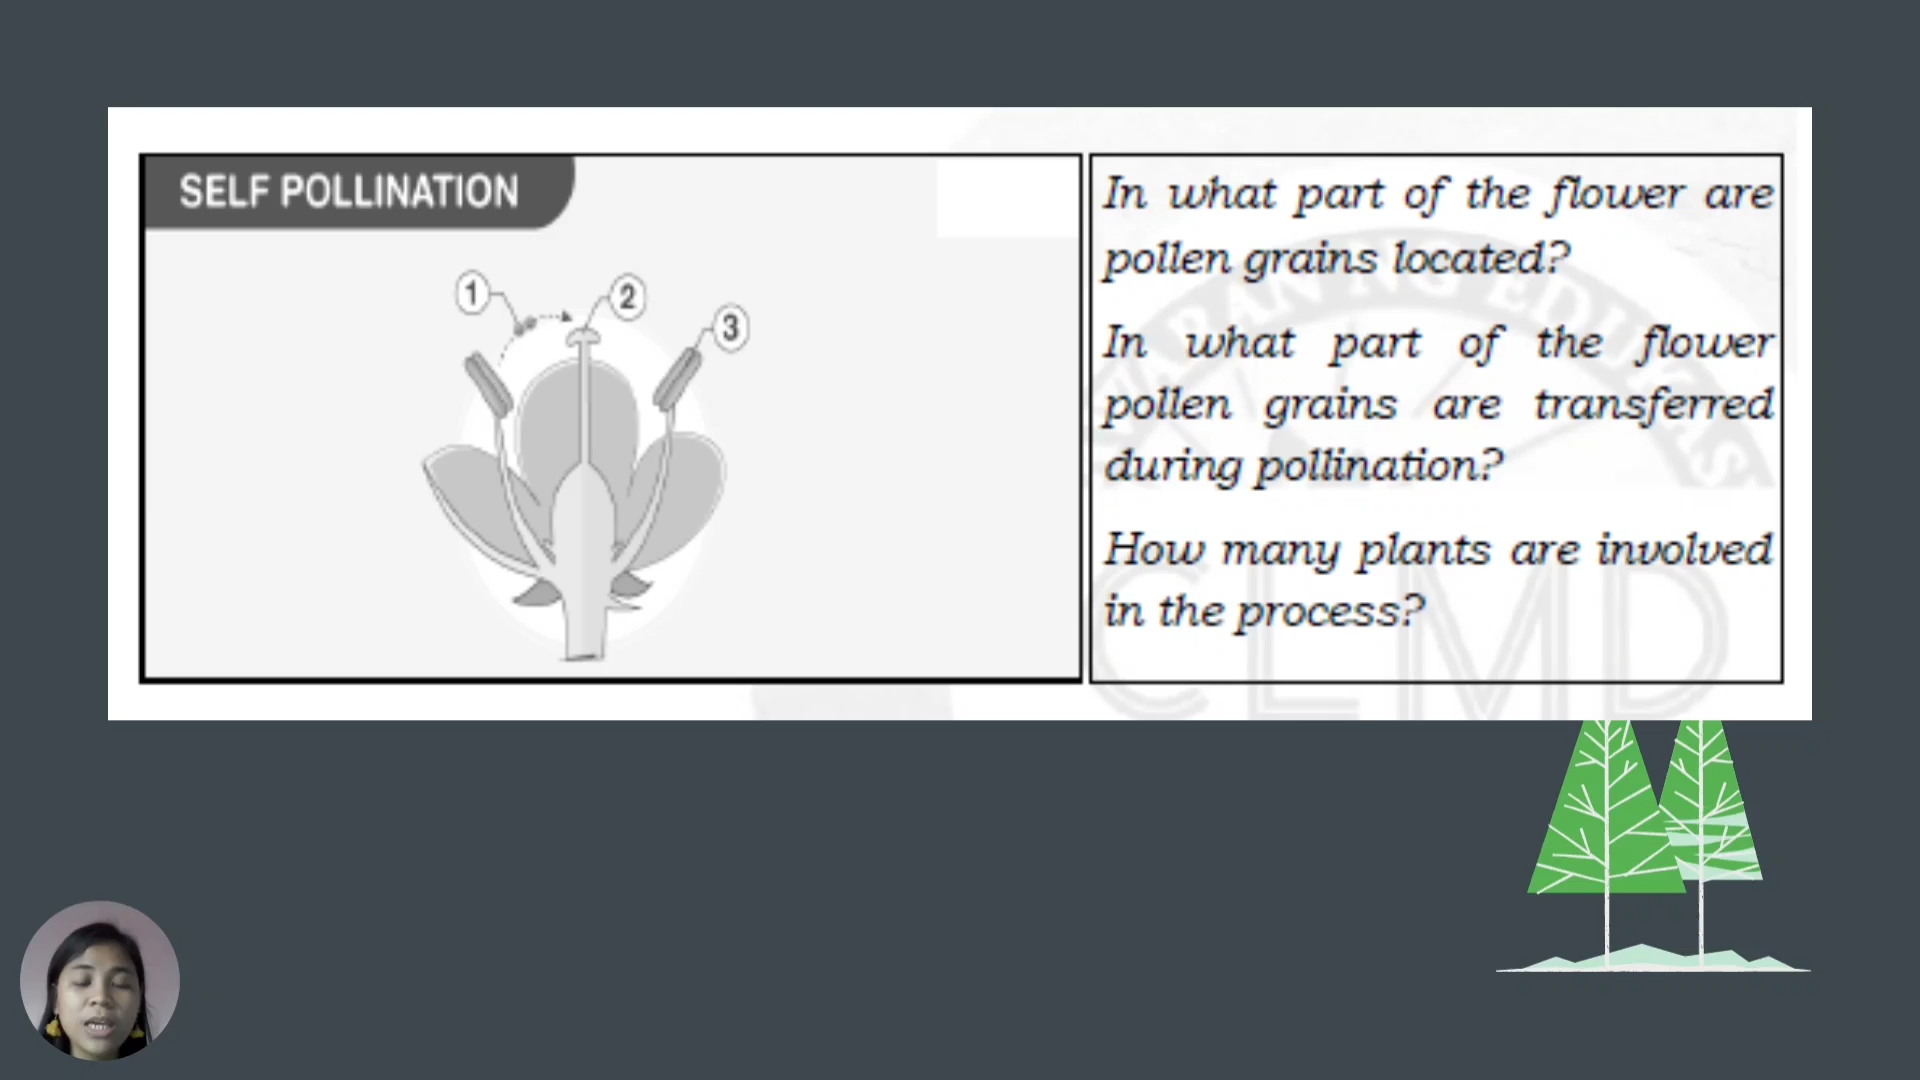 SELF POLLINATION
1
2
3
In what part of the flower are
pollen grains located?
In what part of the flower
pollen grains are transferred
during pollination?
How many plants are involved
in the process?
CLMD